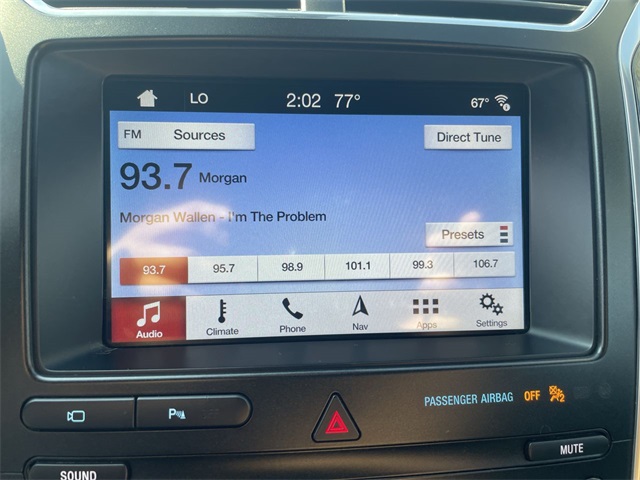 LO 2:02 77° 67°
FM Sources Direct Tune
93.7 Morgan
Morgan Wallen - I'm The Problem
Presets
93.7 95.7 98.9 101.1 99.3 106.7
Audio Climate Phone Nav Apps Settings
PASSENGER AIRBAG OFF 2
MUTE
SOUND